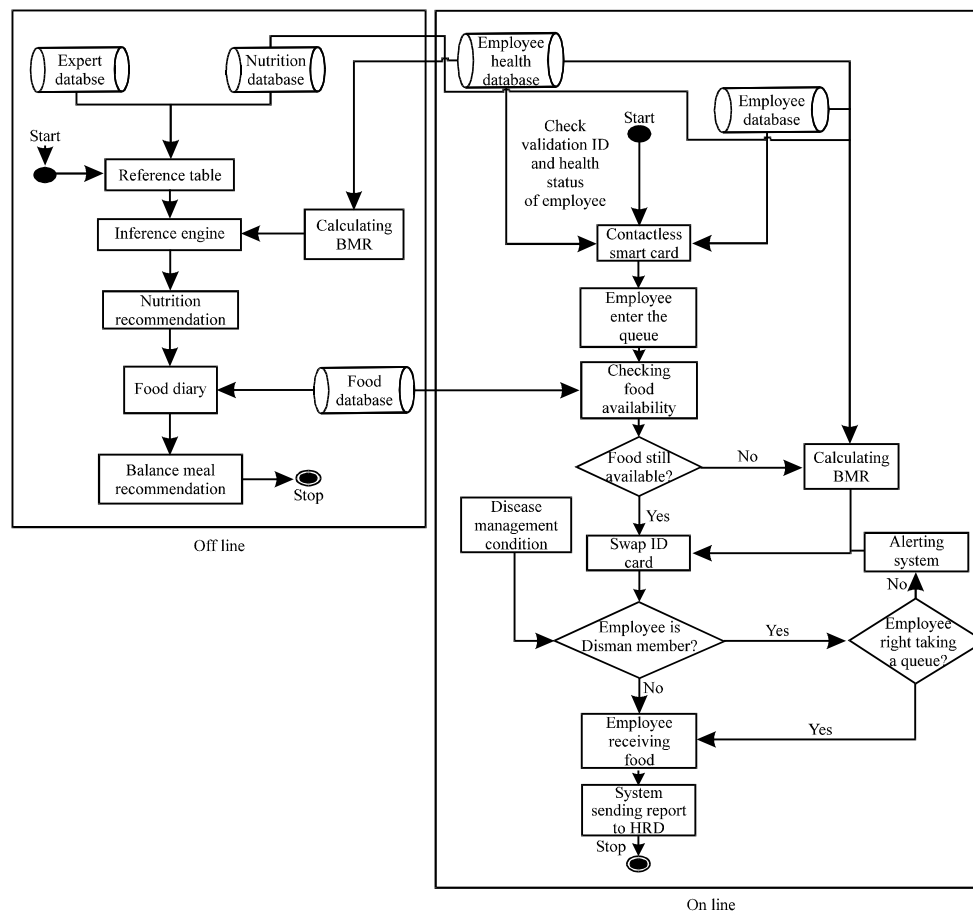 Expert
databse
Nutrition
database
Start
Reference table
Inference engine
Calculating
BMR
Nutrition
recommendation
Food diary
Food
database
Balance meal
recommendation
Stop
Off line
Employee
health
database
Employee
database
Check
validation ID
and health
status
of employee
Start
Contactless
smart card
Employee
enter the
queue
Checking
food
availability
Food still
available?
No
Calculating
BMR
Yes
Disease
management
condition
Swap ID
card
Alerting
system
No
Employee is
Disman member?
Yes
Employee
right taking
a queue?
No
Yes
Employee
receiving
food
System
sending report
to HRD
Stop
On line